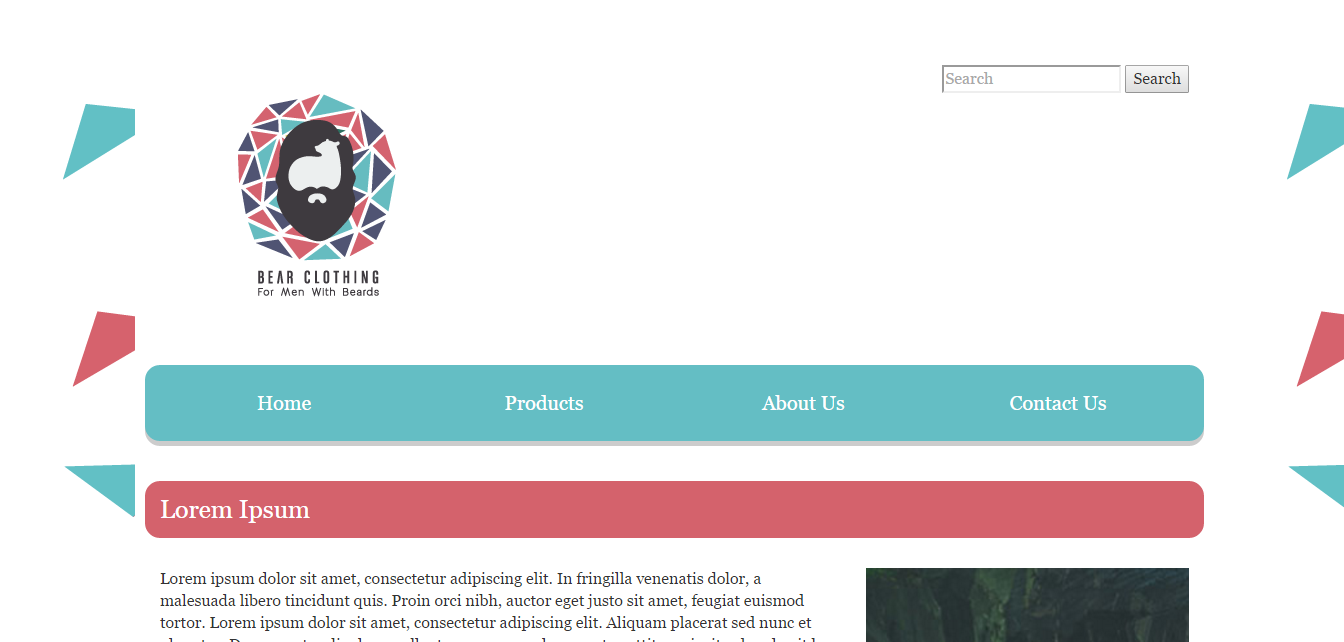 Search
Search
BEAR CLOTHING
For Men With Beards
Home
Products
About Us
Contact Us
Lorem Ipsum
Lorem ipsum dolor sit amet, consectetur adipiscing elit. In fringilla venenatis dolor, a
malesuada libero tincidunt quis. Proin orci nibh, auctor eget justo sit amet, feugiat euismod
tortor. Lorem ipsum dolor sit amet, consectetur adipiscing elit. Aliquam placerat sed nunc et